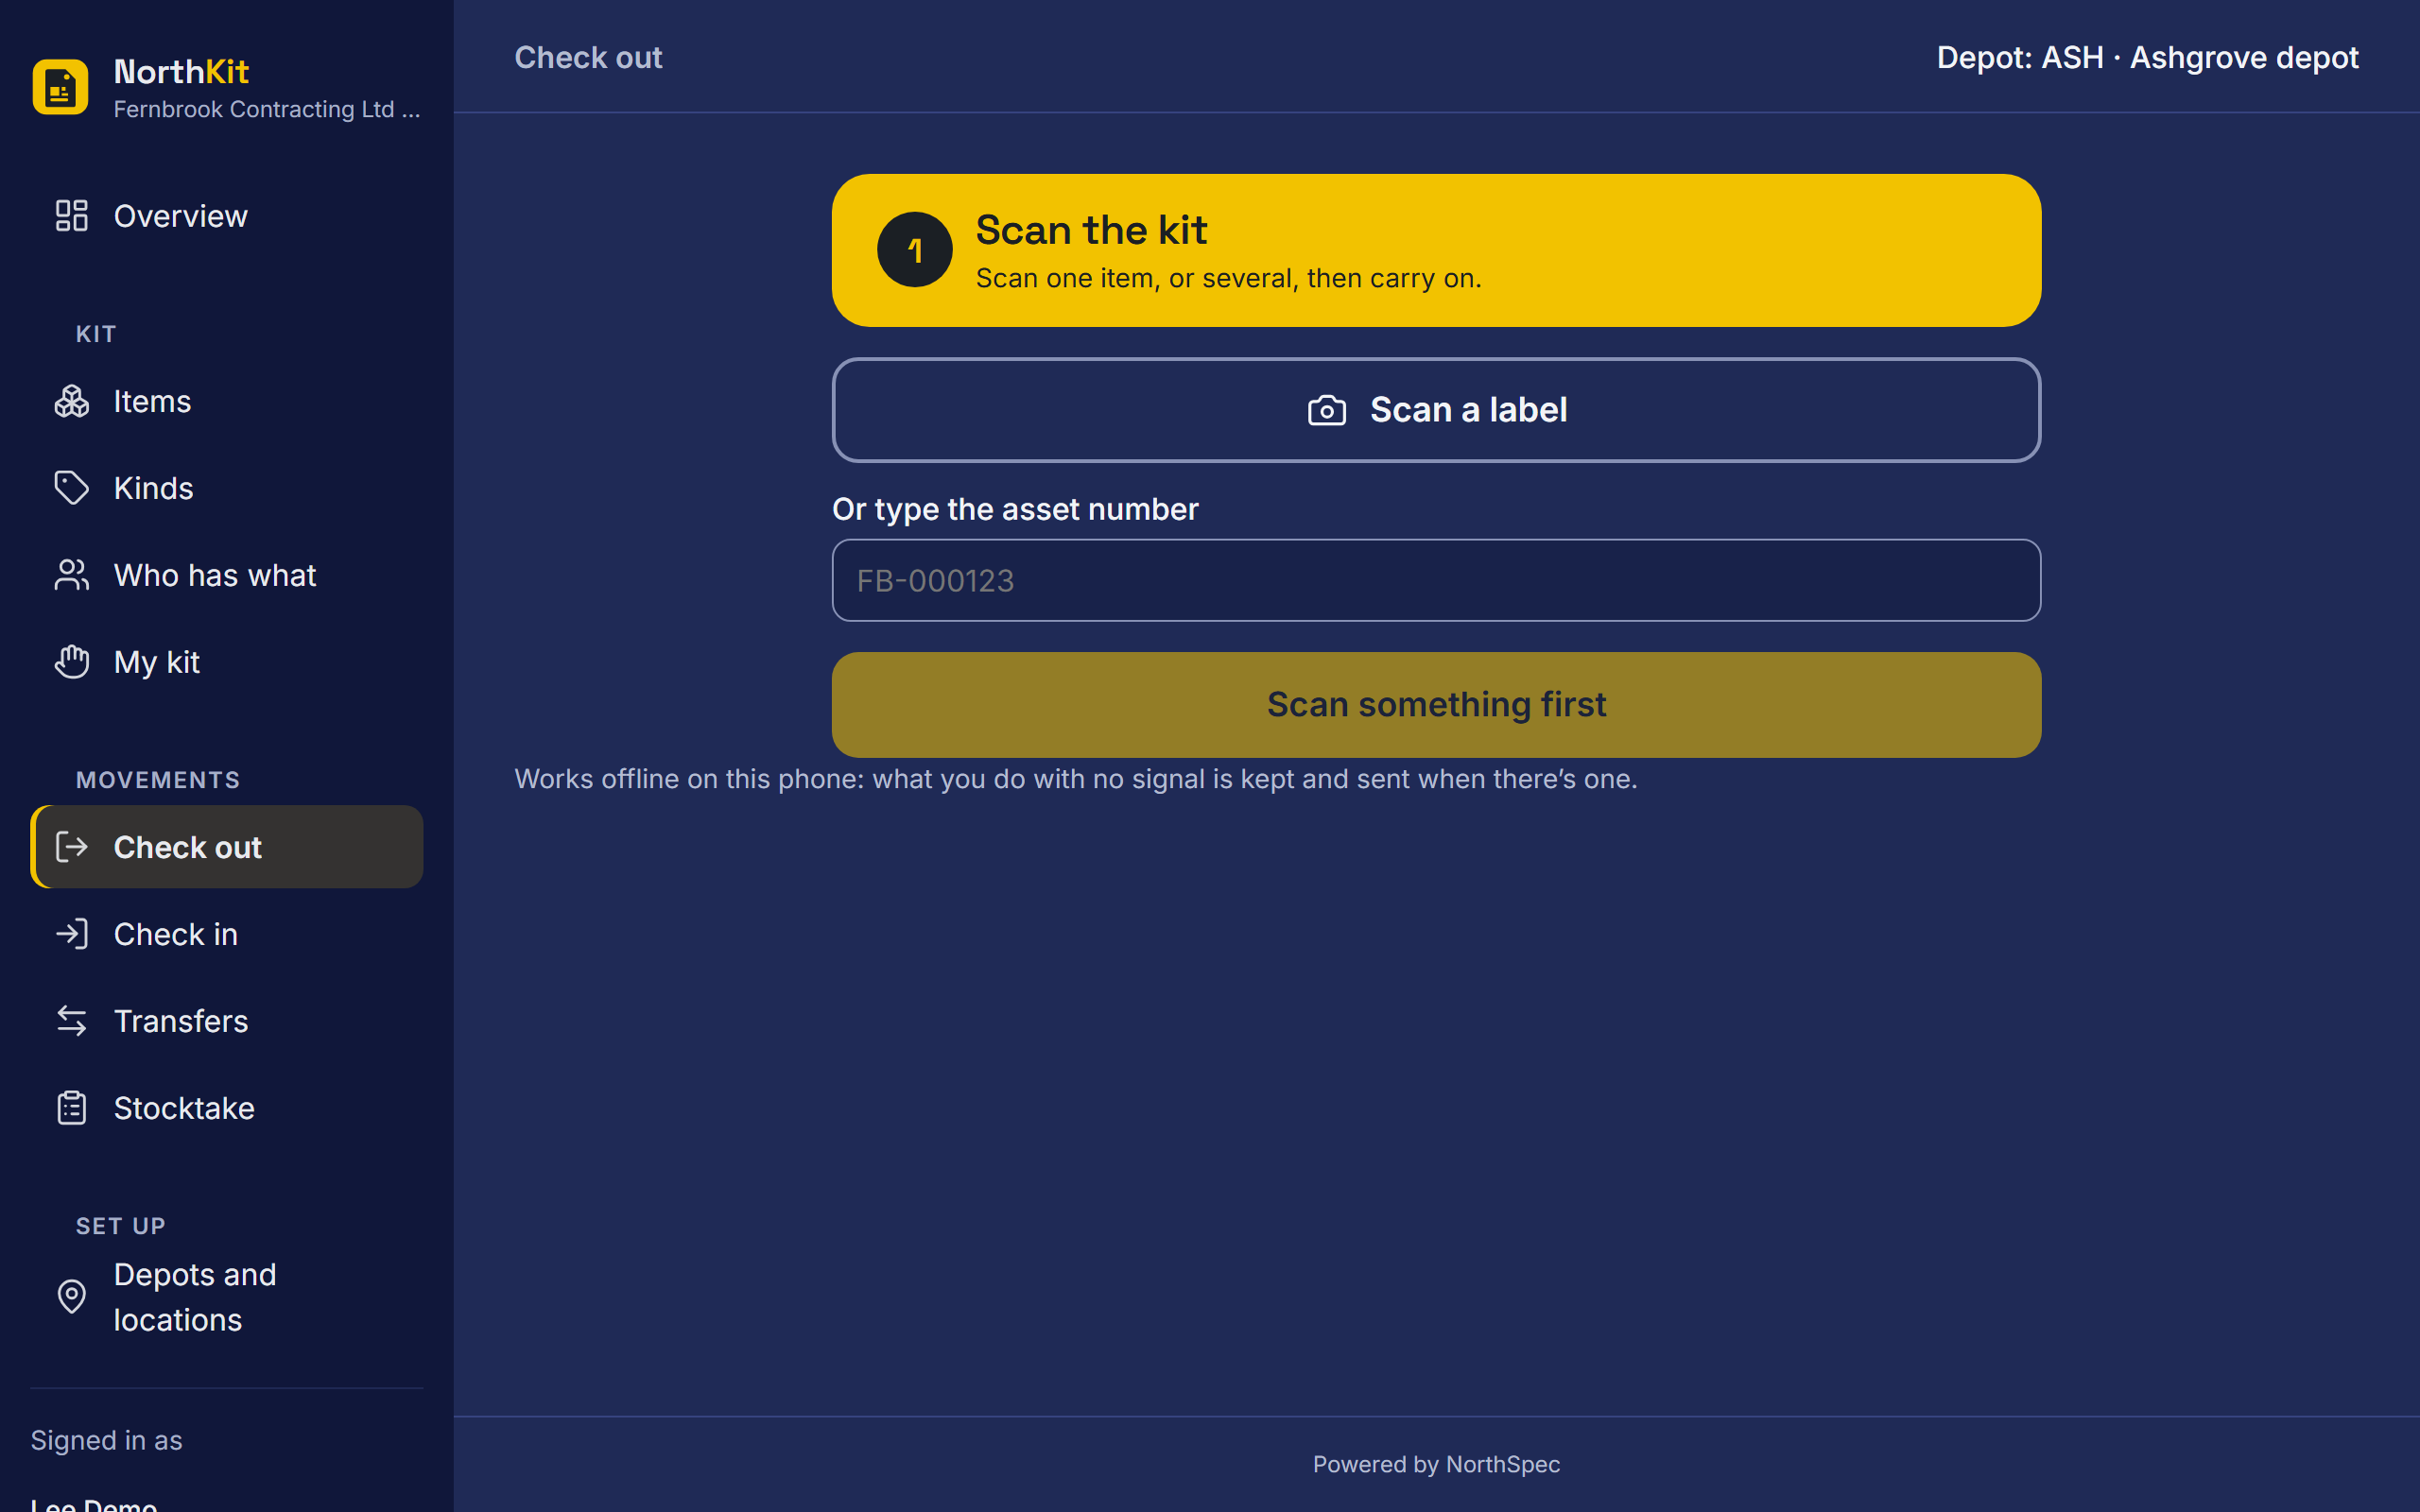 NorthKit
Fernbrook Contracting Ltd ...
Overview
KIT
Items
Kinds
Who has what
My kit
MOVEMENTS
Check out
Check in
Transfers
Stocktake
SET UP
Depots and
locations
Signed in as
Lee Demo
Check out
Depot: ASH · Ashgrove depot
1
Scan the kit
Scan one item, or several, then carry on.
Scan a label
Or type the asset number
FB-000123
Scan something first
Works offline on this phone: what you do with no signal is kept and sent when there’s one.
Powered by NorthSpec